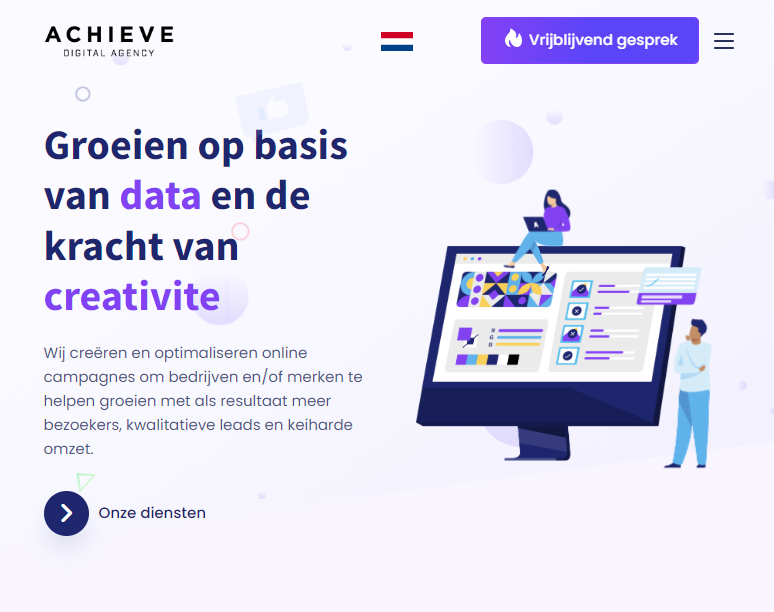 ACHIEVE
DIGITAL AGENCY
Vrijblijvend gesprek
Groeien op basis
van data en de
kracht van
creativite
Wij creëren en optimaliseren online
campagnes om bedrijven en/of merken te
helpen groeien met als resultaat meer
bezoekers, kwalitatieve leads en keiharde
omzet.
Onze diensten
A
R
G
B